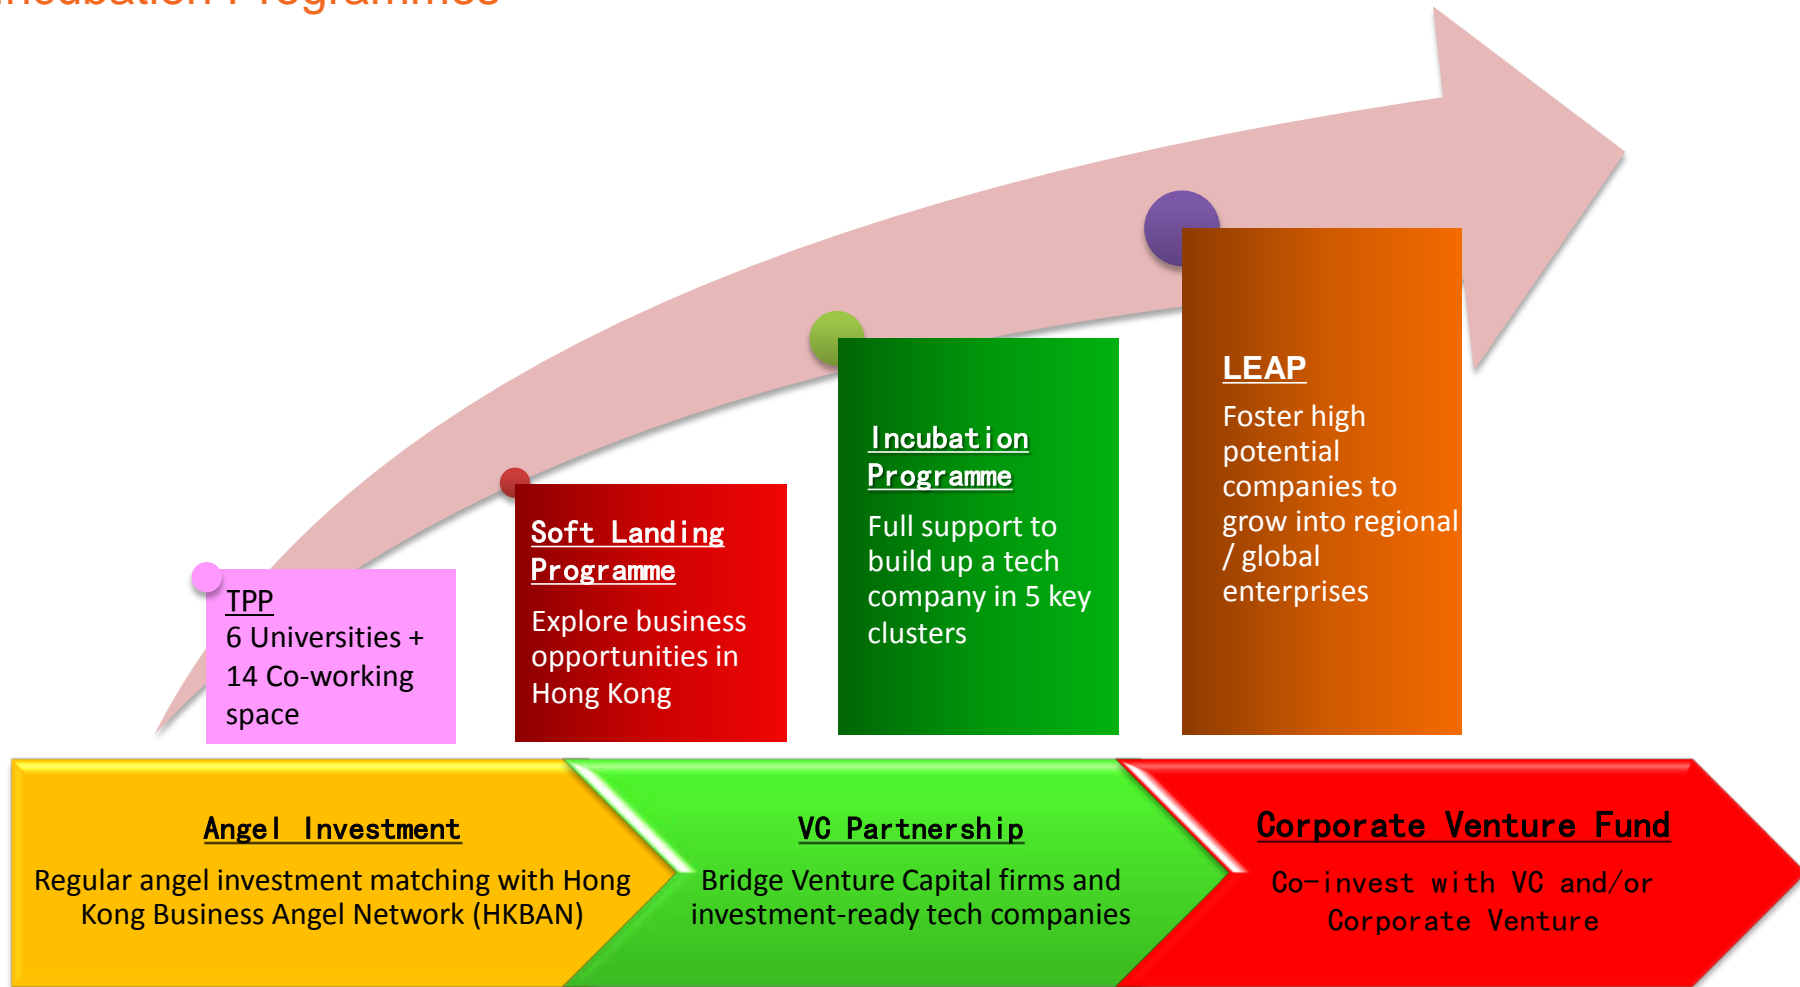 Incubation Programmes
TPP
6 Universities +
14 Co-working
space
Soft Landing
Programme
Explore business
opportunities in
Hong Kong
Incubation
Programme
Full support to
build up a tech
company in 5 key
clusters
LEAP
Foster high
potential
companies to
grow into regional
/ global
enterprises
Angel Investment
Regular angel investment matching with Hong
Kong Business Angel Network (HKBAN)
VC Partnership
Bridge Venture Capital firms and
investment-ready tech companies
Corporate Venture Fund
Co-invest with VC and/or
Corporate Venture